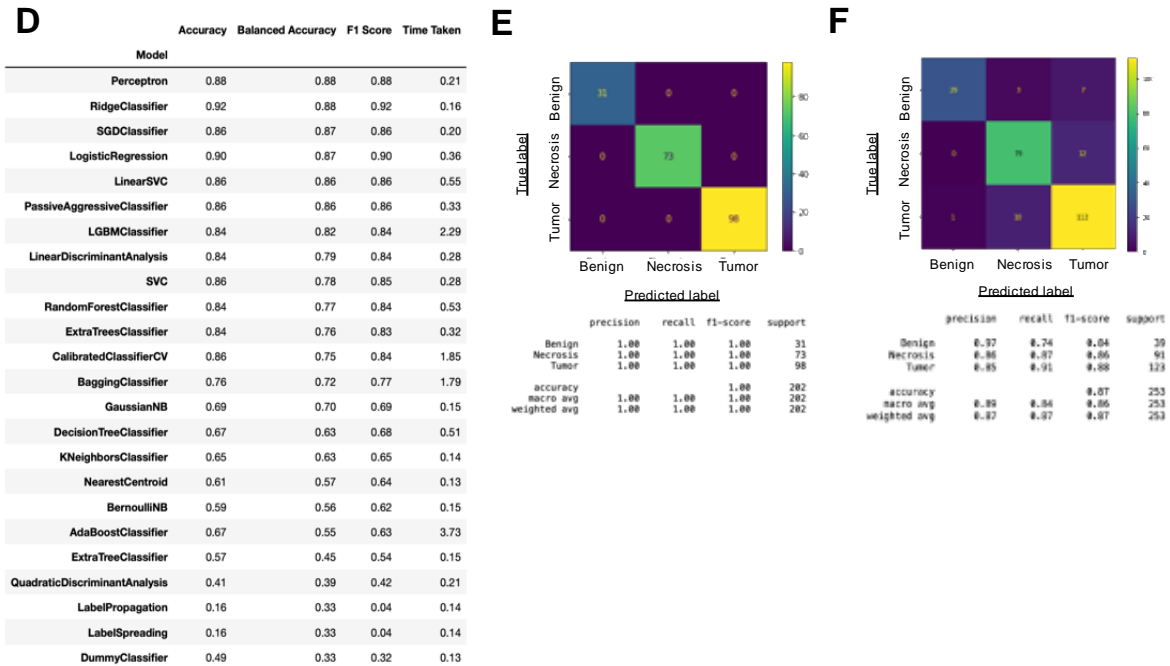 D
Accuracy Balanced Accuracy F1 Score Time Taken
Model
Perceptron 0.88 0.88 0.88 0.21
RidgeClassifier 0.92 0.88 0.92 0.16
SGDClassifier 0.86 0.87 0.86 0.20
LogisticRegression 0.90 0.87 0.90 0.36
LinearSVC 0.86 0.86 0.86 0.55
PassiveAggressiveClassifier 0.86 0.86 0.86 0.33
LGBMClassifier 0.84 0.82 0.84 2.29
LinearDiscriminantAnalysis 0.84 0.79 0.84 0.28
SVC 0.86 0.78 0.85 0.28
RandomForestClassifier 0.84 0.77 0.84 0.53
ExtraTreesClassifier 0.84 0.76 0.83 0.32
CalibratedClassifierCV 0.86 0.75 0.84 1.85
BaggingClassifier 0.76 0.72 0.77 1.79
GaussianNB 0.69 0.70 0.69 0.15
DecisionTreeClassifier 0.67 0.63 0.68 0.51
KNeighborsClassifier 0.65 0.63 0.65 0.14
NearestCentroid 0.61 0.57 0.64 0.13
BernoulliNB 0.59 0.56 0.62 0.15
AdaBoostClassifier 0.67 0.55 0.63 3.73
ExtraTreeClassifier 0.57 0.45 0.54 0.15
QuadraticDiscriminantAnalysis 0.41 0.39 0.42 0.21
LabelPropagation 0.16 0.33 0.04 0.14
LabelSpreading 0.16 0.33 0.04 0.14
DummyClassifier 0.49 0.33 0.32 0.13
E
True label
Benign 31 0 0
Necrosis 0 73 0
Tumor 0 0 98
80
60
40
20
0
Benign Necrosis Tumor
Predicted label
precision recall f1-score support
Benign 1.00 1.00 1.00 31
Necrosis 1.00 1.00 1.00 73
Tumor 1.00 1.00 1.00 98
accuracy 1.00 202
macro avg 1.00 1.00 1.00 202
weighted avg 1.00 1.00 1.00 202
F
True label
Benign 29 3 7
Necrosis 0 79 12
Tumor 1 10 112
80
60
40
20
0
Benign Necrosis Tumor
Predicted label
precision recall f1-score support
Benign 0.97 0.74 0.84 39
Necrosis 0.86 0.87 0.86 91
Tumor 0.85 0.91 0.88 123
accuracy 0.87 253
macro avg 0.89 0.84 0.86 253
weighted avg 0.87 0.87 0.87 253